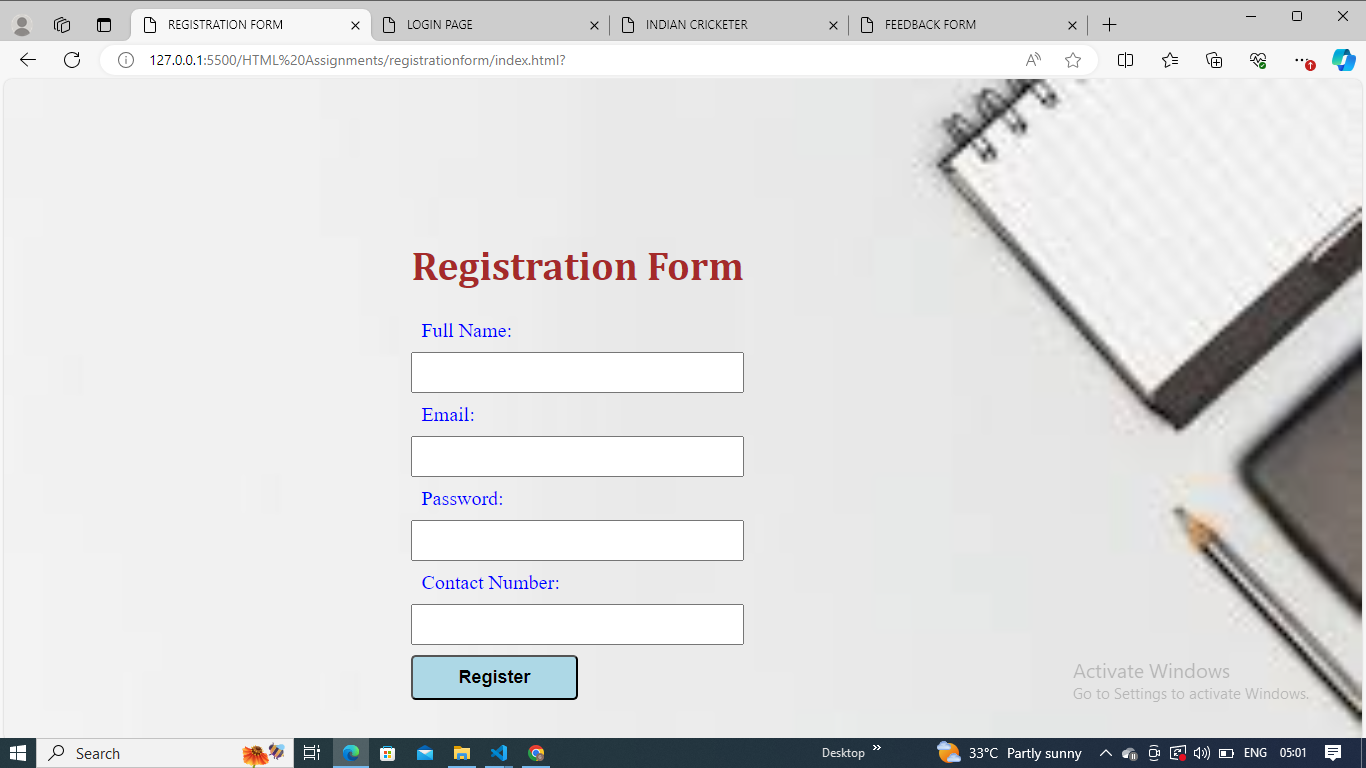 REGISTRATION FORM
LOGIN PAGE
INDIAN CRICKETER
FEEDBACK FORM
127.0.0.1:5500/HTML%20Assignments/registrationform/index.html?
Registration Form
Full Name:
Email:
Password:
Contact Number:
Register
Activate Windows
Go to Settings to activate Windows.
Search
Desktop
33°C Partly sunny
ENG
05:01